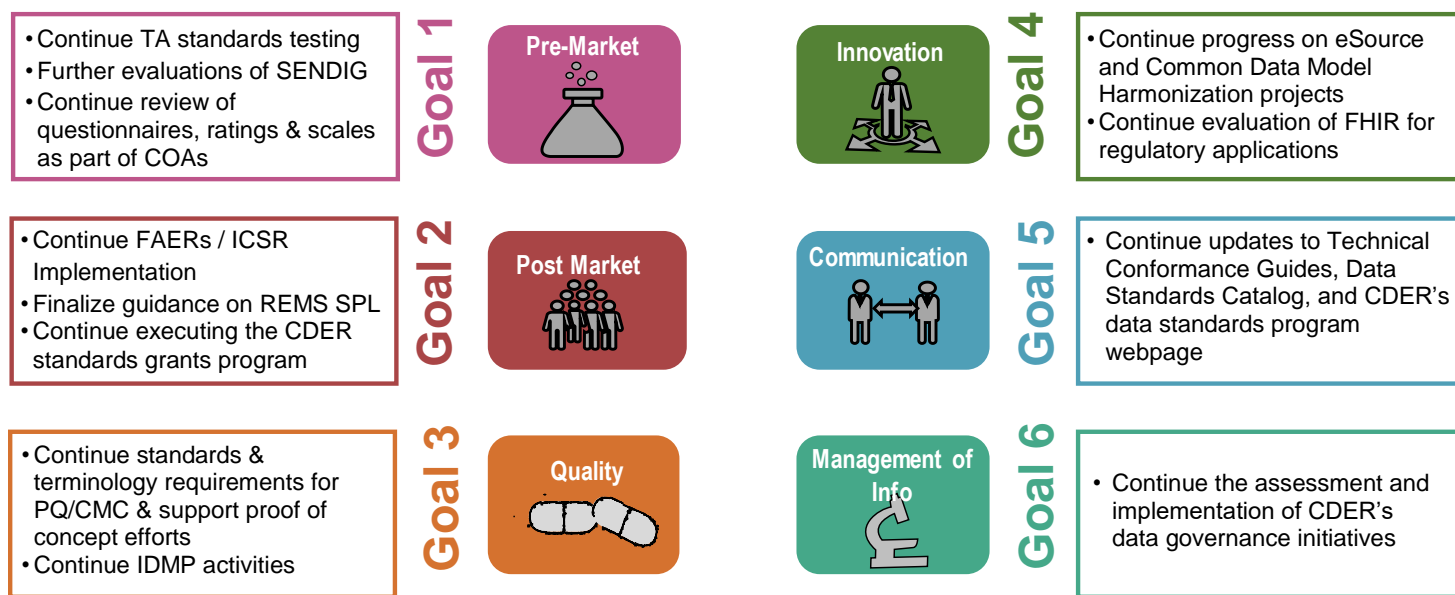 • Continue TA standards testing
• Further evaluations of SENDIG
• Continue review of
questionnaires, ratings & scales
as part of COAs
Goal 1
Pre-Market
Innovation
Goal 4
• Continue progress on eSource
and Common Data Model
Harmonization projects
• Continue evaluation of FHIR for
regulatory applications
• Continue FAERs / ICSR
Implementation
• Finalize guidance on REMS SPL
• Continue executing the CDER
standards grants program
Goal 2
Post Market
Communication
Goal 5
• Continue updates to Technical
Conformance Guides, Data
Standards Catalog, and CDER's
data standards program
webpage
• Continue standards &
terminology requirements for
PQ/CMC & support proof of
concept efforts
• Continue IDMP activities
Goal 3
Quality
Management of
Info
Goal 6
• Continue the assessment and
implementation of CDER's
data governance initiatives